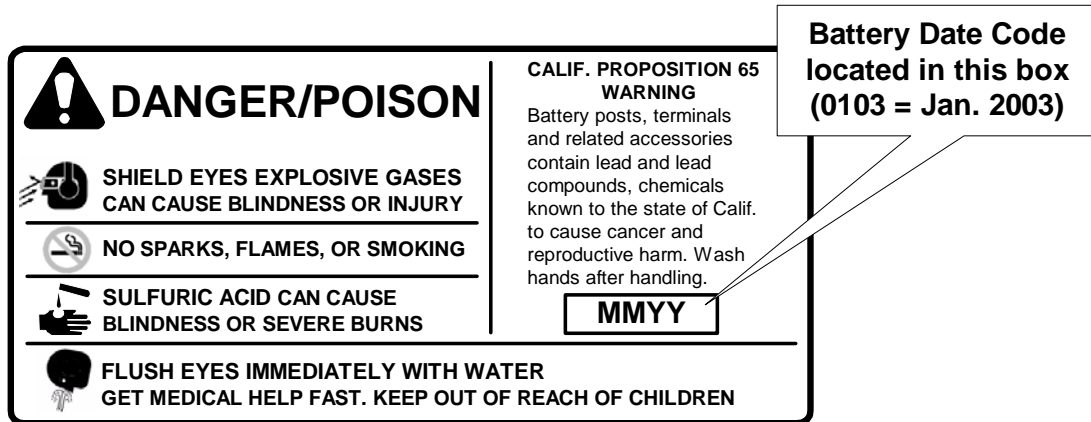 DANGER/POISON
SHIELD EYES EXPLOSIVE GASES
CAN CAUSE BLINDNESS OR INJURY
NO SPARKS, FLAMES, OR SMOKING
SULFURIC ACID CAN CAUSE
BLINDNESS OR SEVERE BURNS
CALIF. PROPOSITION 65
WARNING
Battery posts, terminals
and related accessories
contain lead and lead
compounds, chemicals
known to the state of Calif.
to cause cancer and
reproductive harm. Wash
hands after handling.
MMYY
FLUSH EYES IMMEDIATELY WITH WATER
GET MEDICAL HELP FAST. KEEP OUT OF REACH OF CHILDREN
Battery Date Code
located in this box
(0103 = Jan. 2003)